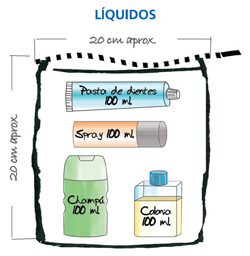 LÍQUIDOS
20 cm aprox.
20 cm aprox.
Pasta de dientes
100 ml
Spray 100 ml
Champú
100 ml
Colonia
100 ml